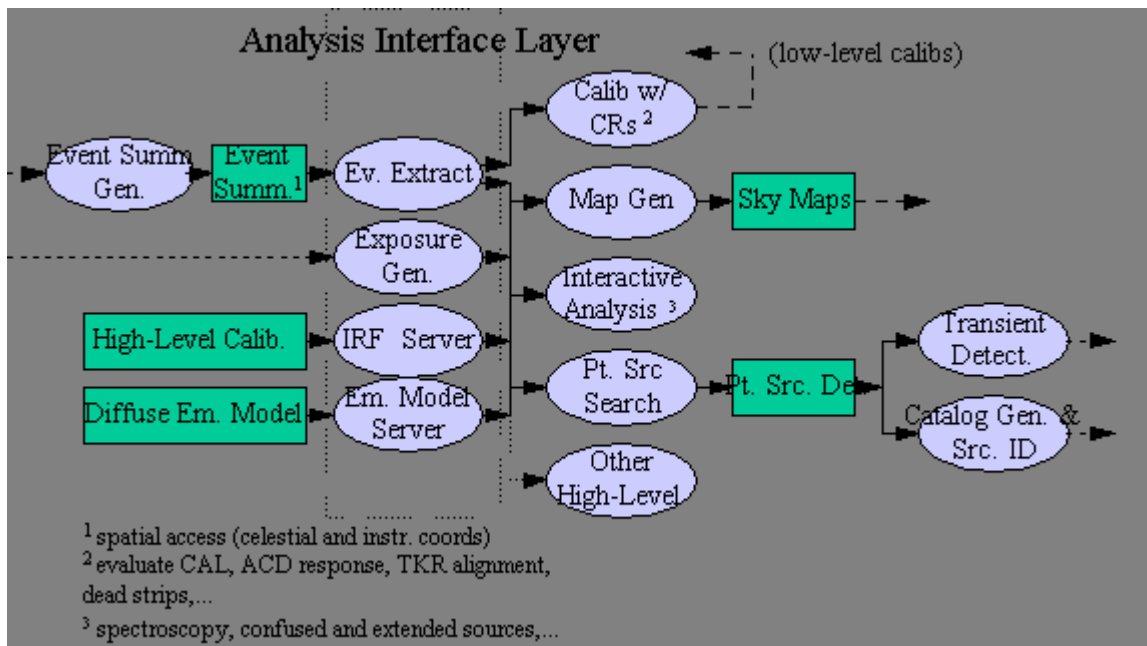 Analysis Interface Layer
(low-level calibs)
Calib w/
CRs 2
Event Summ
Gen.
Event
Summ.1
Ev. Extract
Map Gen
Sky Maps
Exposure
Gen.
Interactive
Analysis 3
High-Level Calib.
IRF Server
Transient
Detect.
Diffuse Em. Model
Em. Model
Server
Pt. Src
Search
Pt. Src. Det
Catalog Gen. &
Src. ID
Other
High-Level
1 spatial access (celestial and instr. coords)
2 evaluate CAL, ACD response, TKR alignment,
dead strips,...
3 spectroscopy, confused and extended sources,...